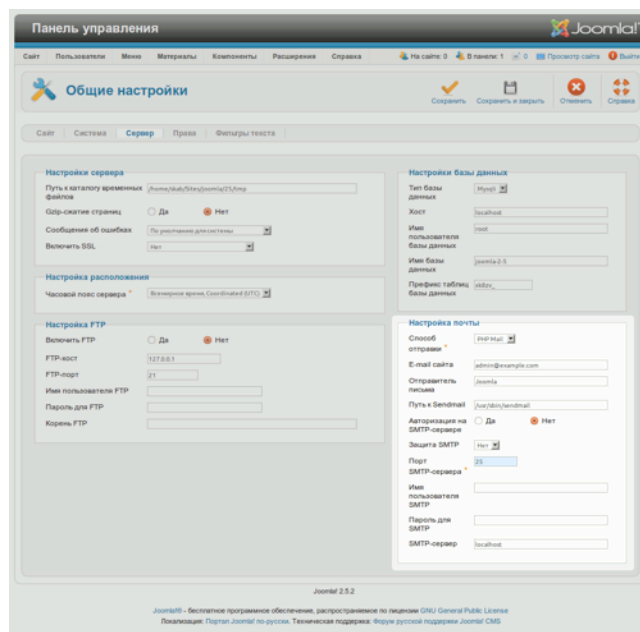 Панель управления
Joomla!
Сайт Пользователи Меню Материалы Компоненты Расширения Справка На сайте: 0 В панели: 1 0 Просмотр сайта Выйти
Общие настройки
Сохранить Сохранить и закрыть Отменить Справка
Сайт Система Сервер Права Фильтры текста
Настройки сервера
Путь к каталогу временных файлов /home/skab/Sites/joomla/25/tmp
Gzip-сжатие страниц Да Нет
Сообщения об ошибках По умолчанию для системы
Включить SSL Нет
Настройка расположения
Часовой пояс сервера * Всемирное время, Coordinated (UTC)
Настройка FTP
Включить FTP Да Нет
FTP-хост 127.0.0.1
FTP-порт 21
Имя пользователя FTP
Пароль для FTP
Корень FTP
Настройки базы данных
Тип базы данных Mysqli
Хост localhost
Имя пользователя базы данных root
Имя базы данных joomla-2-5
Префикс таблиц базы данных
Настройка почты
Способ отправки * PHP Mail
E-mail сайта admin@example.com
Отправитель письма Joomla
Путь к Sendmail /usr/sbin/sendmail
Авторизация на SMTP-сервере Да Нет
Защита SMTP Нет
Порт SMTP-сервера * 25
Имя пользователя SMTP
Пароль для SMTP
SMTP-сервер localhost
Joomla! 2.5.2
Joomla!® - бесплатное программное обеспечение, распространяемое по лицензии GNU General Public License
Локализация: Портал Joomla! по-русски. Техническая поддержка: Форум русской поддержки Joomla! CMS